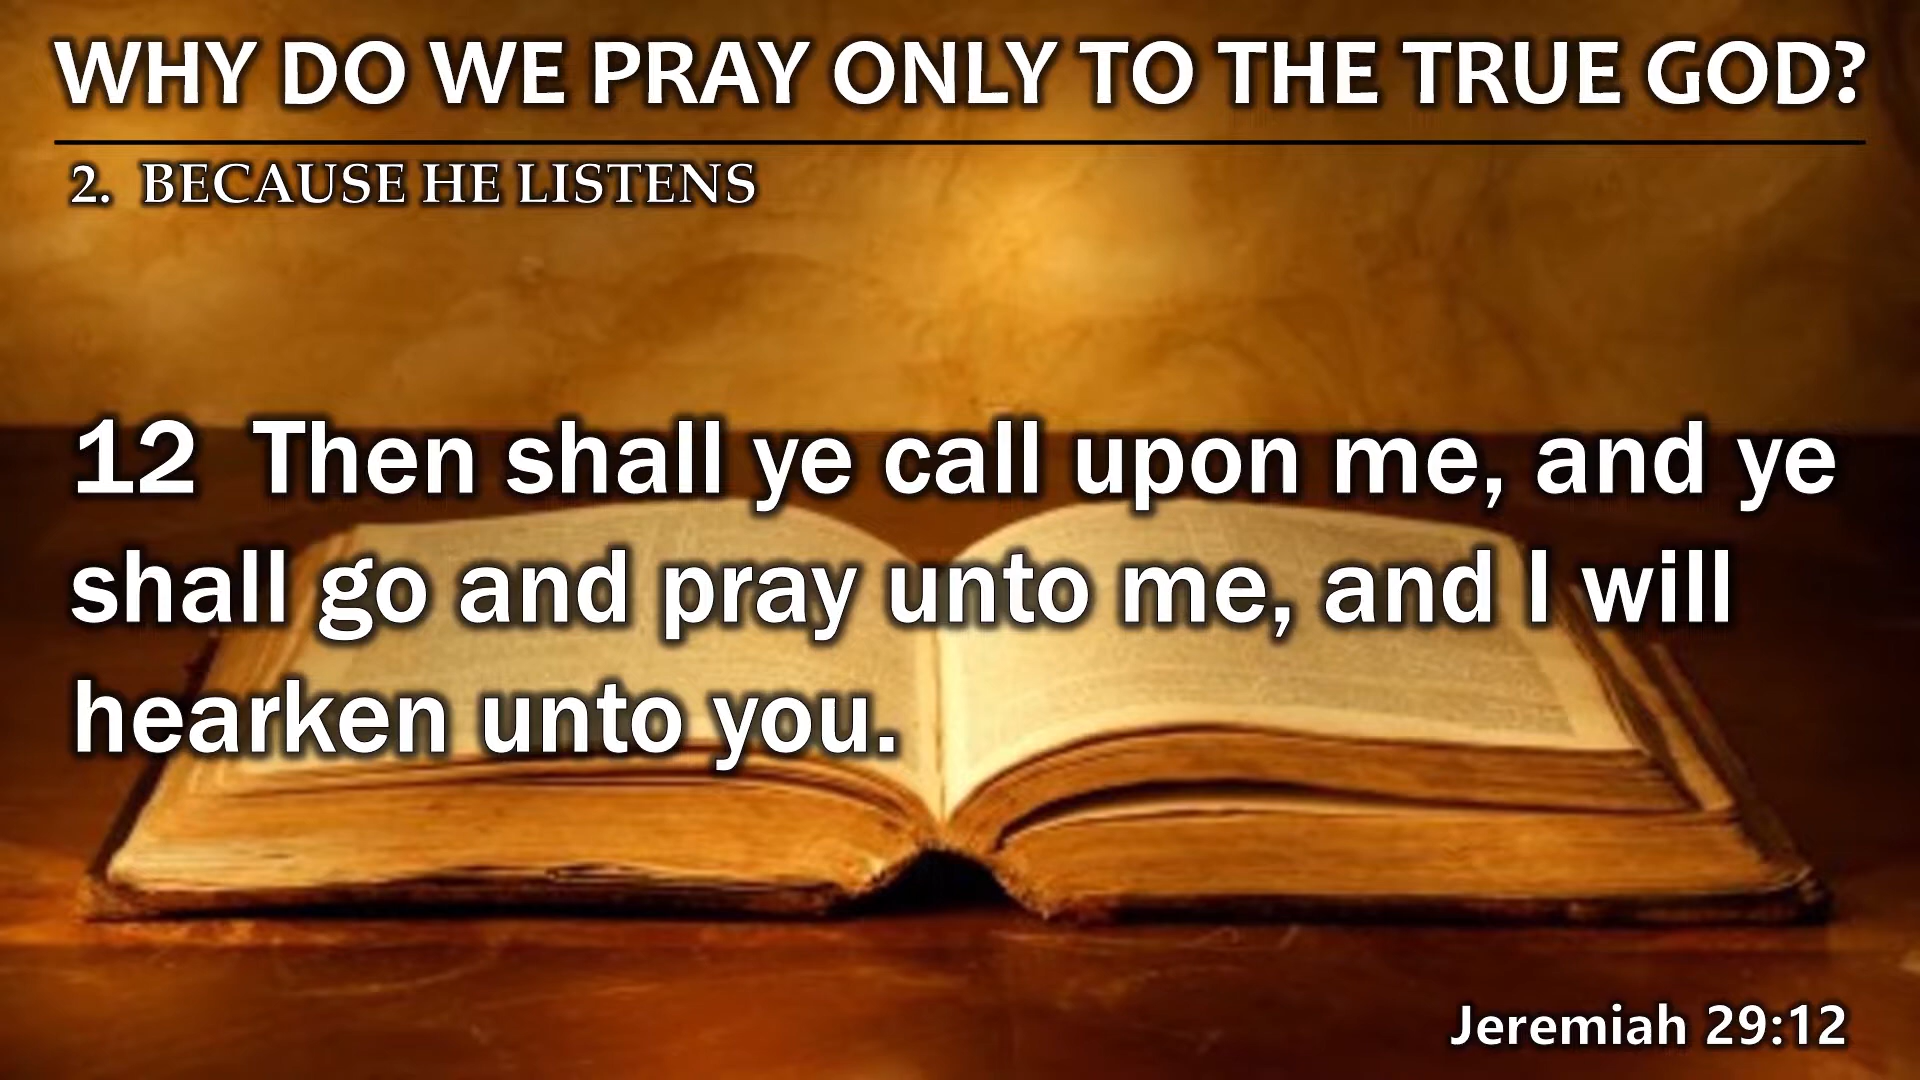 WHY DO WE PRAY ONLY TO THE TRUE GOD?
2. BECAUSE HE LISTENS
12 Then shall ye call upon me, and ye
shall go and pray unto me, and I will
hearken unto you.
Jeremiah 29:12